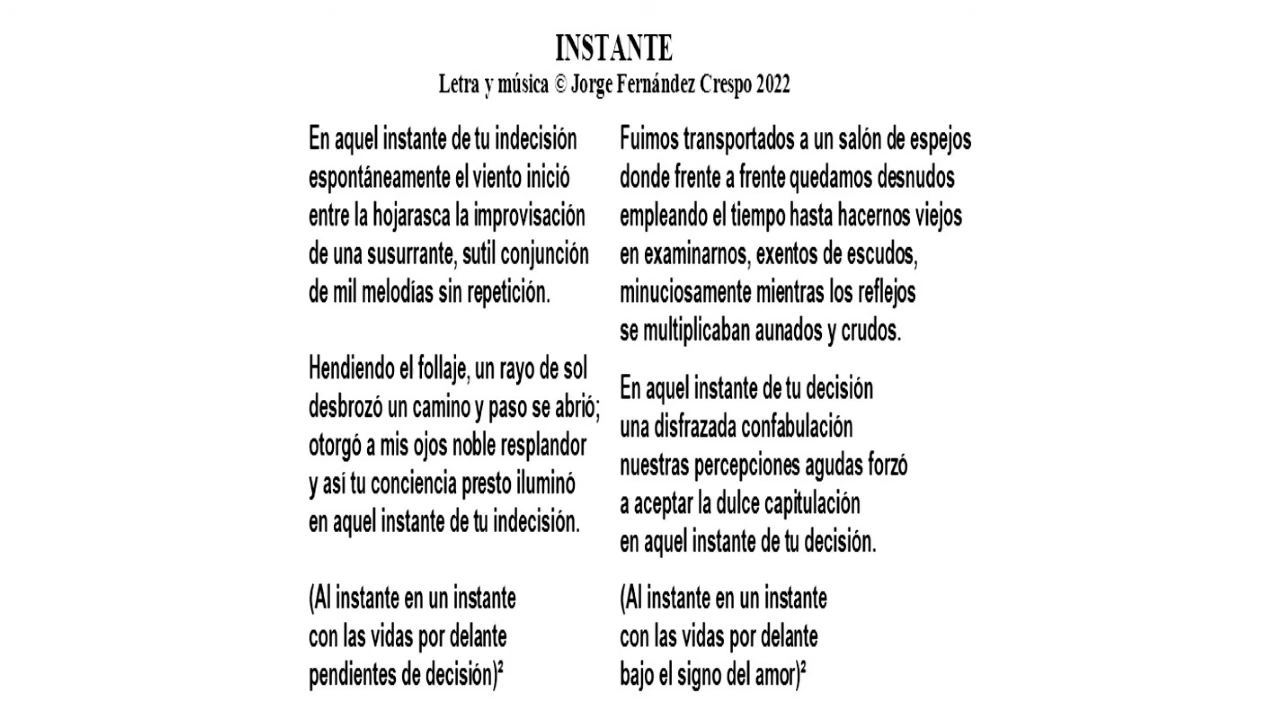 INSTANTE
Letra y música © Jorge Fernández Crespo 2022
En aquel instante de tu indecisión
espontáneamente el viento inició
entre la hojarasca la improvisación
de una susurrante, sutil conjunción
de mil melodías sin repetición.
Hendiendo el follaje, un rayo de sol
desbrozó un camino y paso se abrió;
otorgó a mis ojos noble resplandor
y así tu conciencia presto iluminó
en aquel instante de tu indecisión.
(Al instante en un instante
con las vidas por delante
pendientes de decisión)²
Fuimos transportados a un salón de espejos
donde frente a frente quedamos desnudos
empleando el tiempo hasta hacernos viejos
en examinarnos, exentos de escudos,
minuciosamente mientras los reflejos
se multiplicaban aunados y crudos.
En aquel instante de tu decisión
una disfrazada confabulación
nuestras percepciones agudas forzó
a aceptar la dulce capitulación
en aquel instante de tu decisión.
(Al instante en un instante
con las vidas por delante
bajo el signo del amor)²